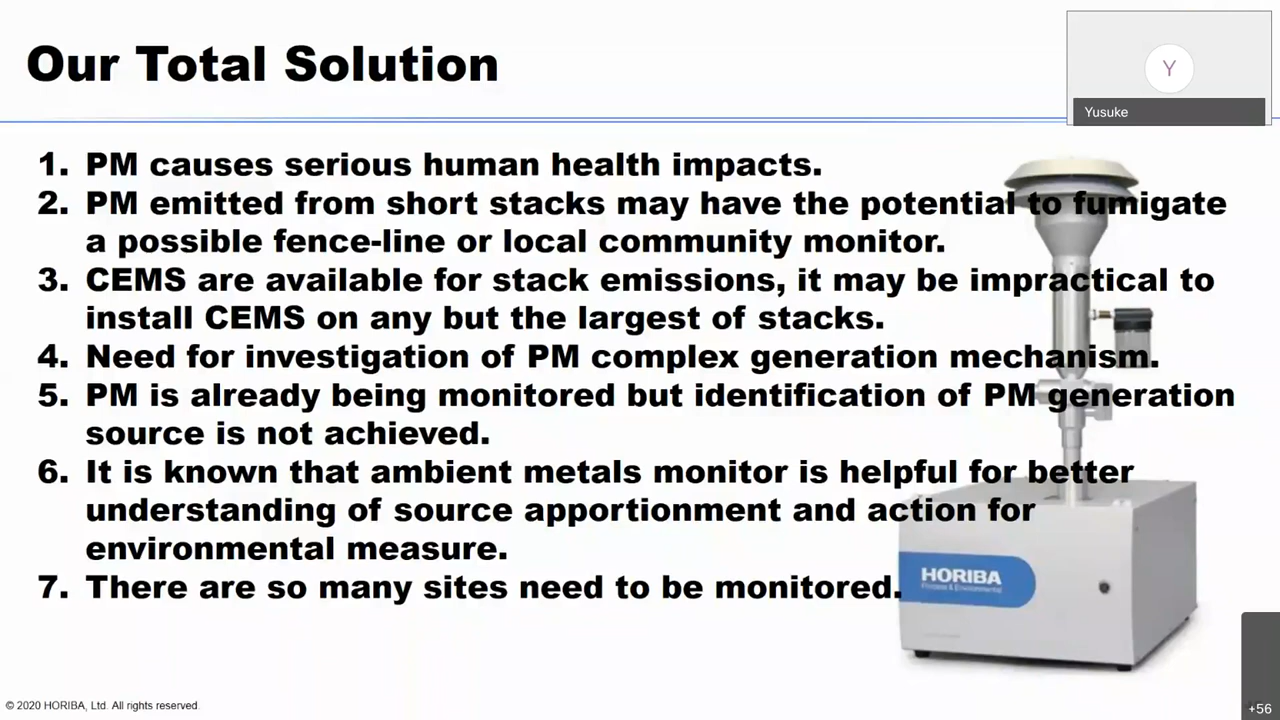 Our Total Solution
Y
Yusuke
1. PM causes serious human health impacts.
2. PM emitted from short stacks may have the potential to fumigate
a possible fence-line or local community monitor.
3. CEMS are available for stack emissions, it may be impractical to
install CEMS on any but the largest of stacks.
4. Need for investigation of PM complex generation mechanism.
5. PM is already being monitored but identification of PM generation
source is not achieved.
6. It is known that ambient metals monitor is helpful for better
understanding of source apportionment and action for
environmental measure.
7. There are so many sites need to be monitored.
HORIBA
Process & Environmental
© 2020 HORIBA, Ltd. All rights reserved.
+56